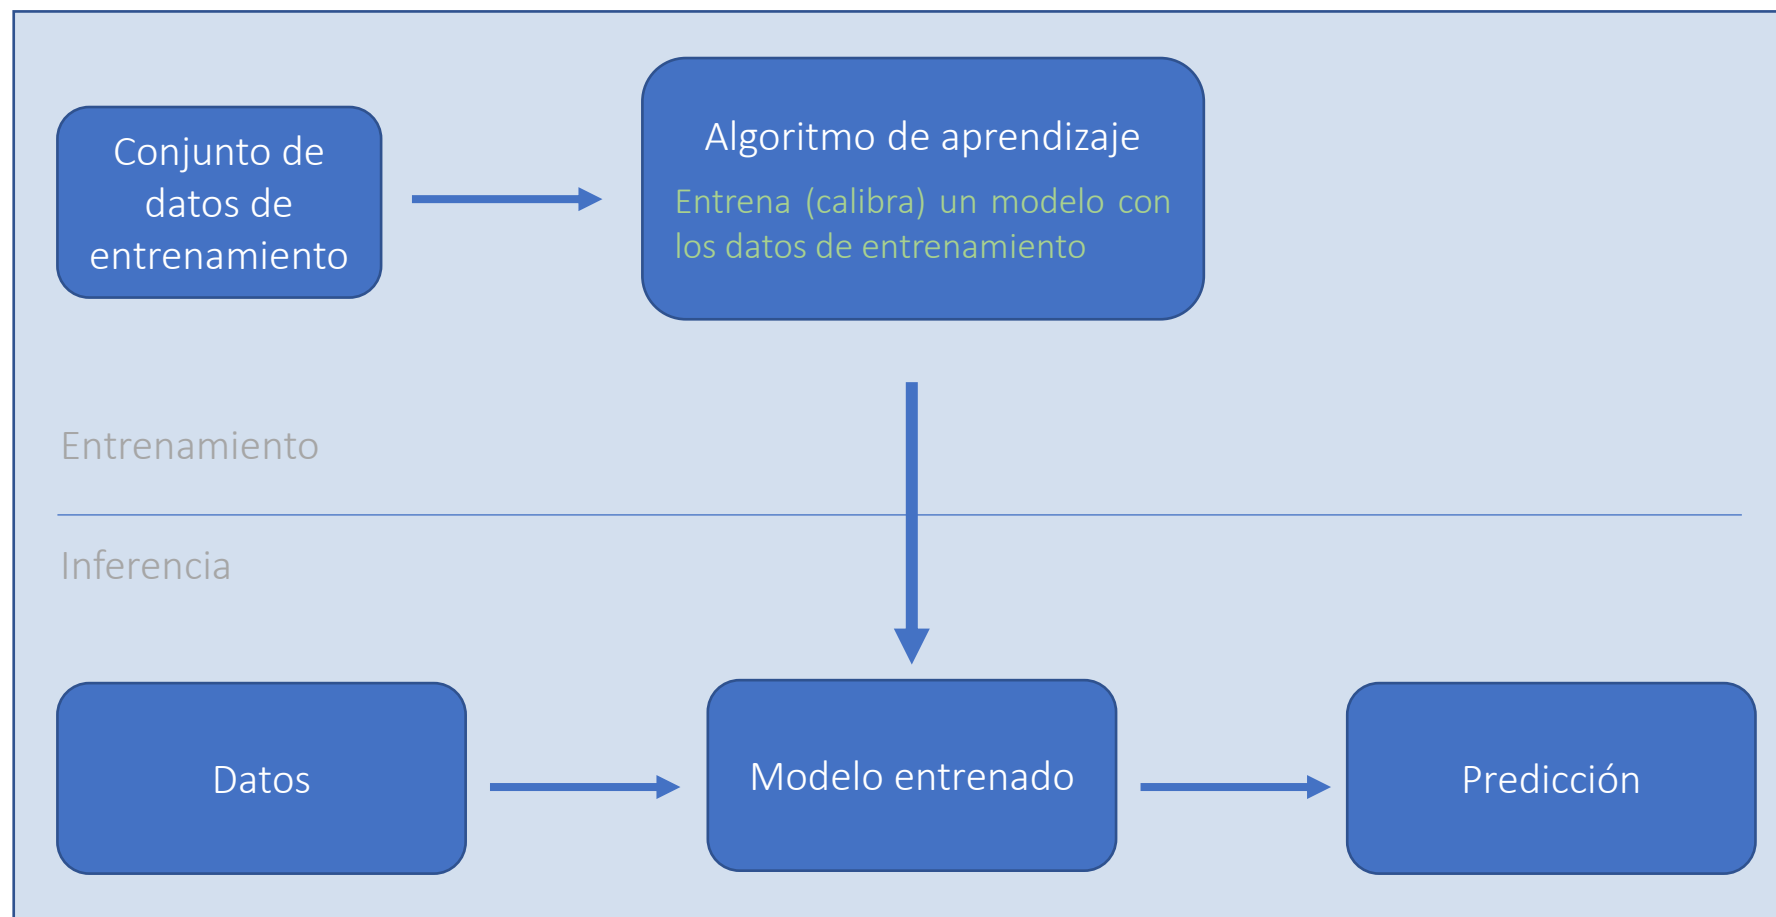 Conjunto de
datos de
entrenamiento
Algoritmo de aprendizaje
Entrena (calibra) un modelo con
los datos de entrenamiento
Entrenamiento
Inferencia
Datos
Modelo entrenado
Predicción